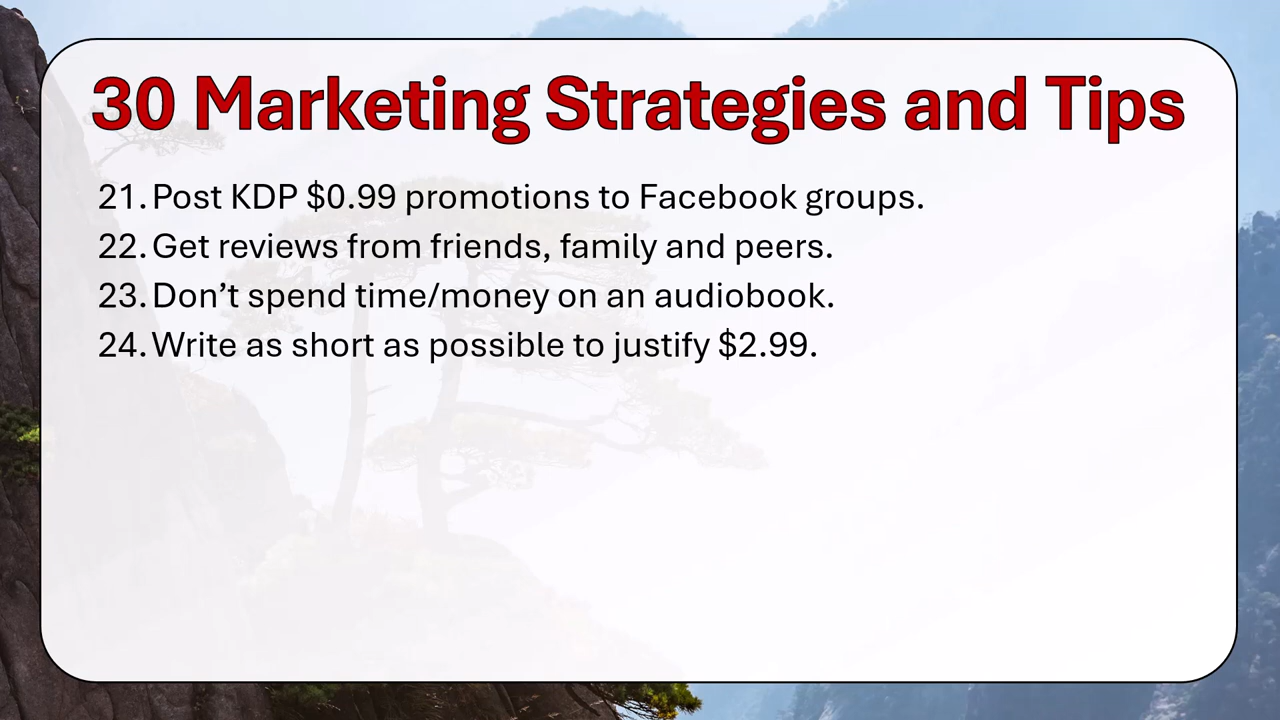 30 Marketing Strategies and Tips
21. Post KDP $0.99 promotions to Facebook groups.
22. Get reviews from friends, family and peers.
23. Don’t spend time/money on an audiobook.
24. Write as short as possible to justify $2.99.